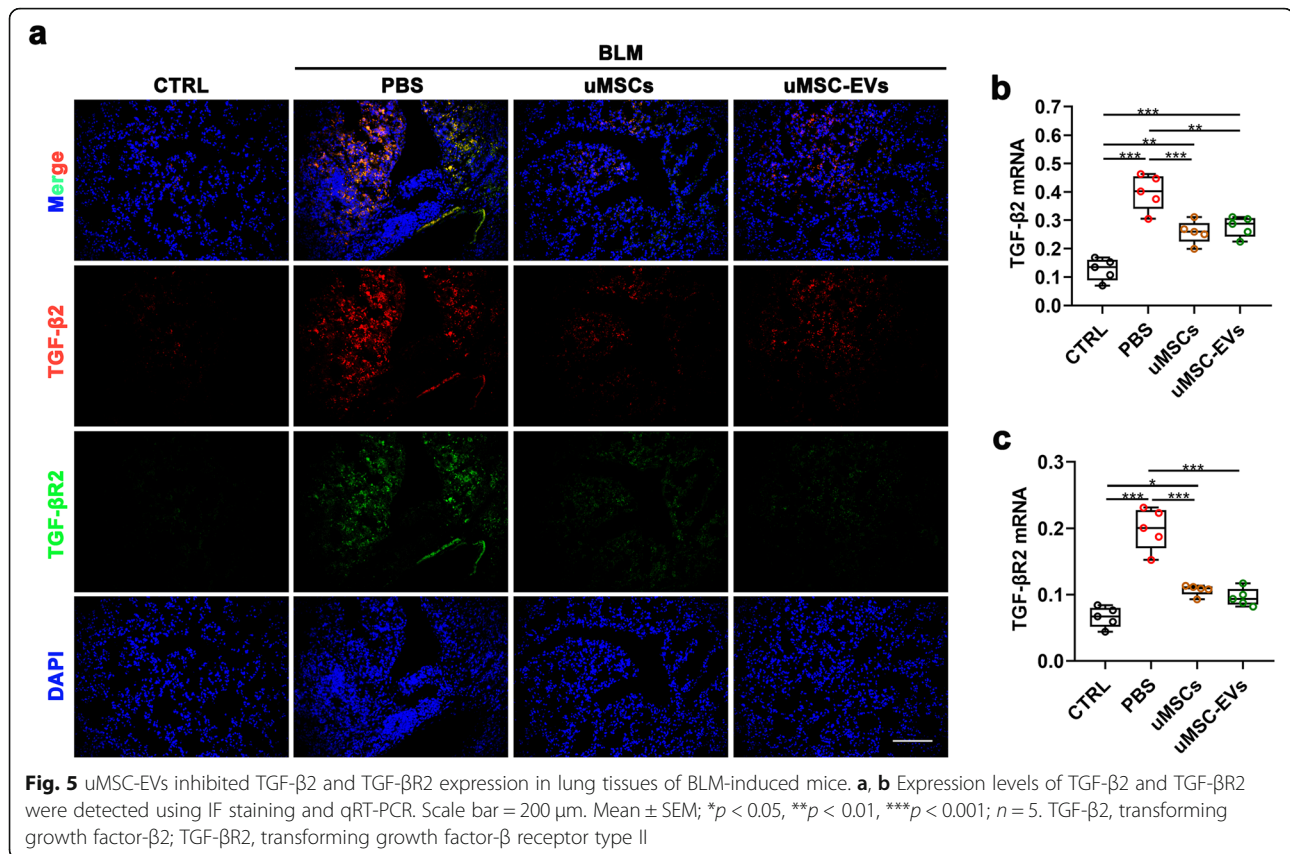 a
BLM
CTRL PBS uMSCs uMSC-EVs
Merge
TGF-β2
TGF-βR2
DAPI
b
TGF-β2 mRNA
0.7
0.6
0.5
0.4
0.3
0.2
0.1
0.0
***
**
**
*** ***
CTRL PBS uMSCs uMSC-EVs
c
TGF-βR2 mRNA
0.3
0.2
0.1
0.0
***
*
*** ***
CTRL PBS uMSCs uMSC-EVs
Fig. 5 uMSC-EVs inhibited TGF-β2 and TGF-βR2 expression in lung tissues of BLM-induced mice. a, b Expression levels of TGF-β2 and TGF-βR2
were detected using IF staining and qRT-PCR. Scale bar = 200 μm. Mean ± SEM; *p < 0.05, **p < 0.01, ***p < 0.001; n = 5. TGF-β2, transforming
growth factor-β2; TGF-βR2, transforming growth factor-β receptor type II